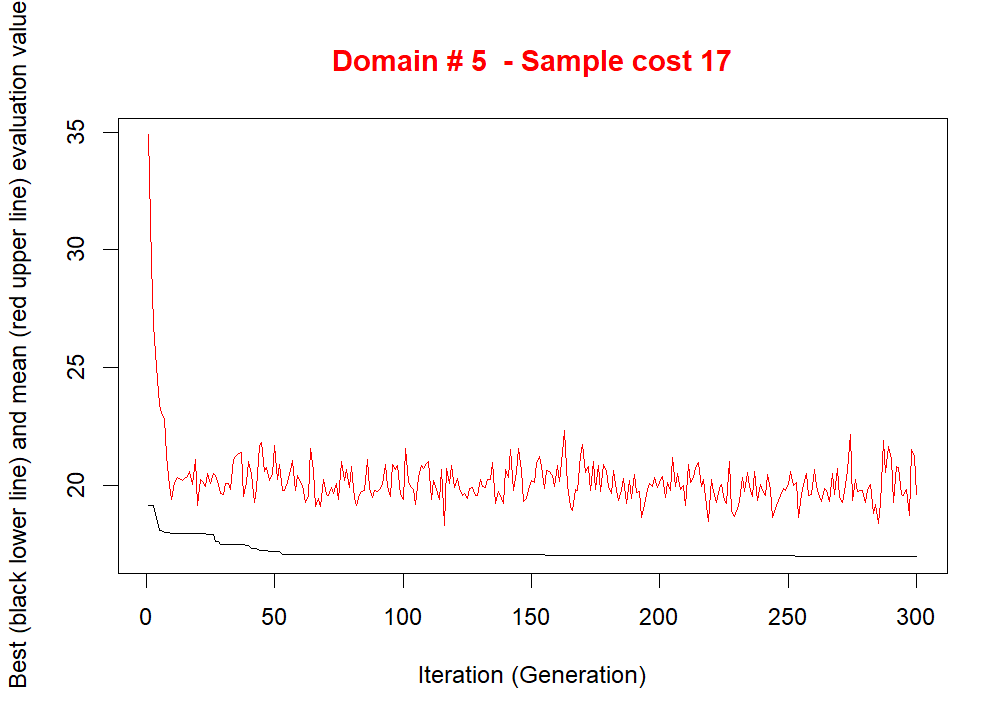 Domain # 5  - Sample cost 17
Best (black lower line) and mean (red upper line) evaluation value
35
30
25
20
0 50 100 150 200 250 300
Iteration (Generation)